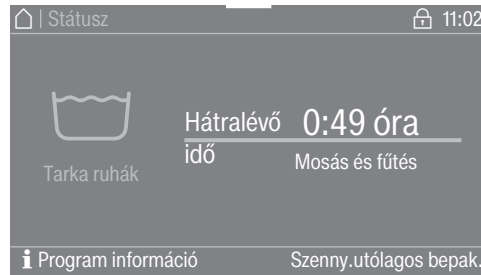 | Státusz 11:02
Hátralévő idő
0:49 óra
Mosás és fűtés
Tarka ruhák
i Program információ Szenny.utólagos bepak.